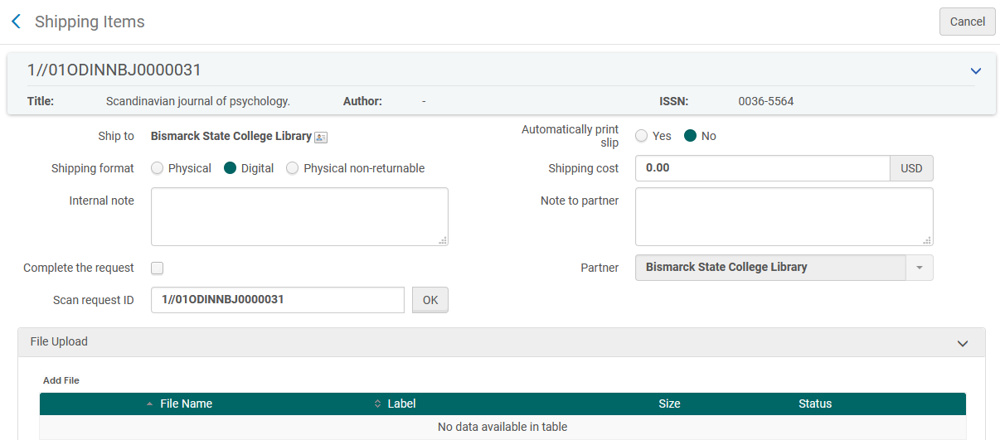 Shipping Items
Cancel
1//01ODINNBJ0000031
Title: Scandinavian journal of psychology. Author: - ISSN: 0036-5564
Ship to Bismarck State College Library
Automatically print slip Yes No
Shipping format Physical Digital Physical non-returnable
Shipping cost 0.00 USD
Internal note
Note to partner
Complete the request
Partner Bismarck State College Library
Scan request ID 1//01ODINNBJ0000031 OK
File Upload
Add File
File Name Label Size Status
No data available in table